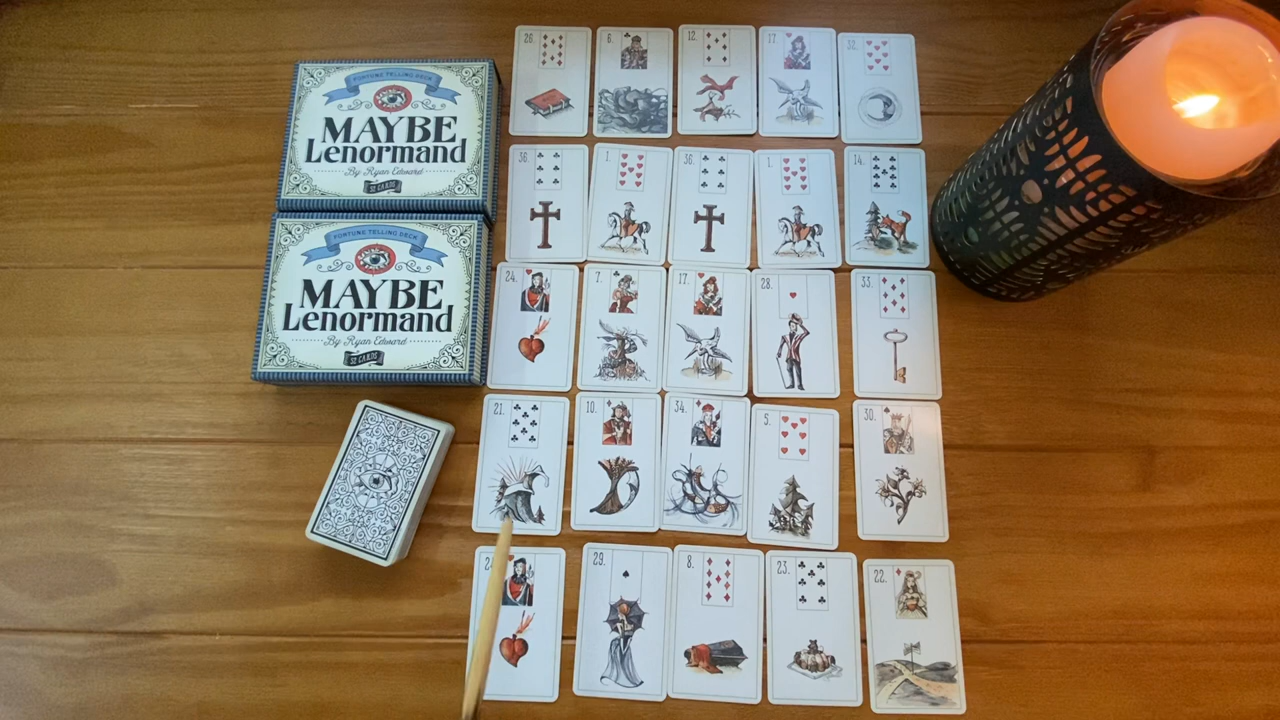 FORTUNE TELLING DECK
MAYBE
Lenormand
By Ryan Edward
52 CARDS
FORTUNE TELLING DECK
MAYBE
Lenormand
By Ryan Edward
52 CARDS
26.
6.
12.
17.
32.
36.
1.
36.
1.
14.
24.
7.
17.
28.
33.
21.
10.
34.
5.
30.
29.
8.
23.
22.